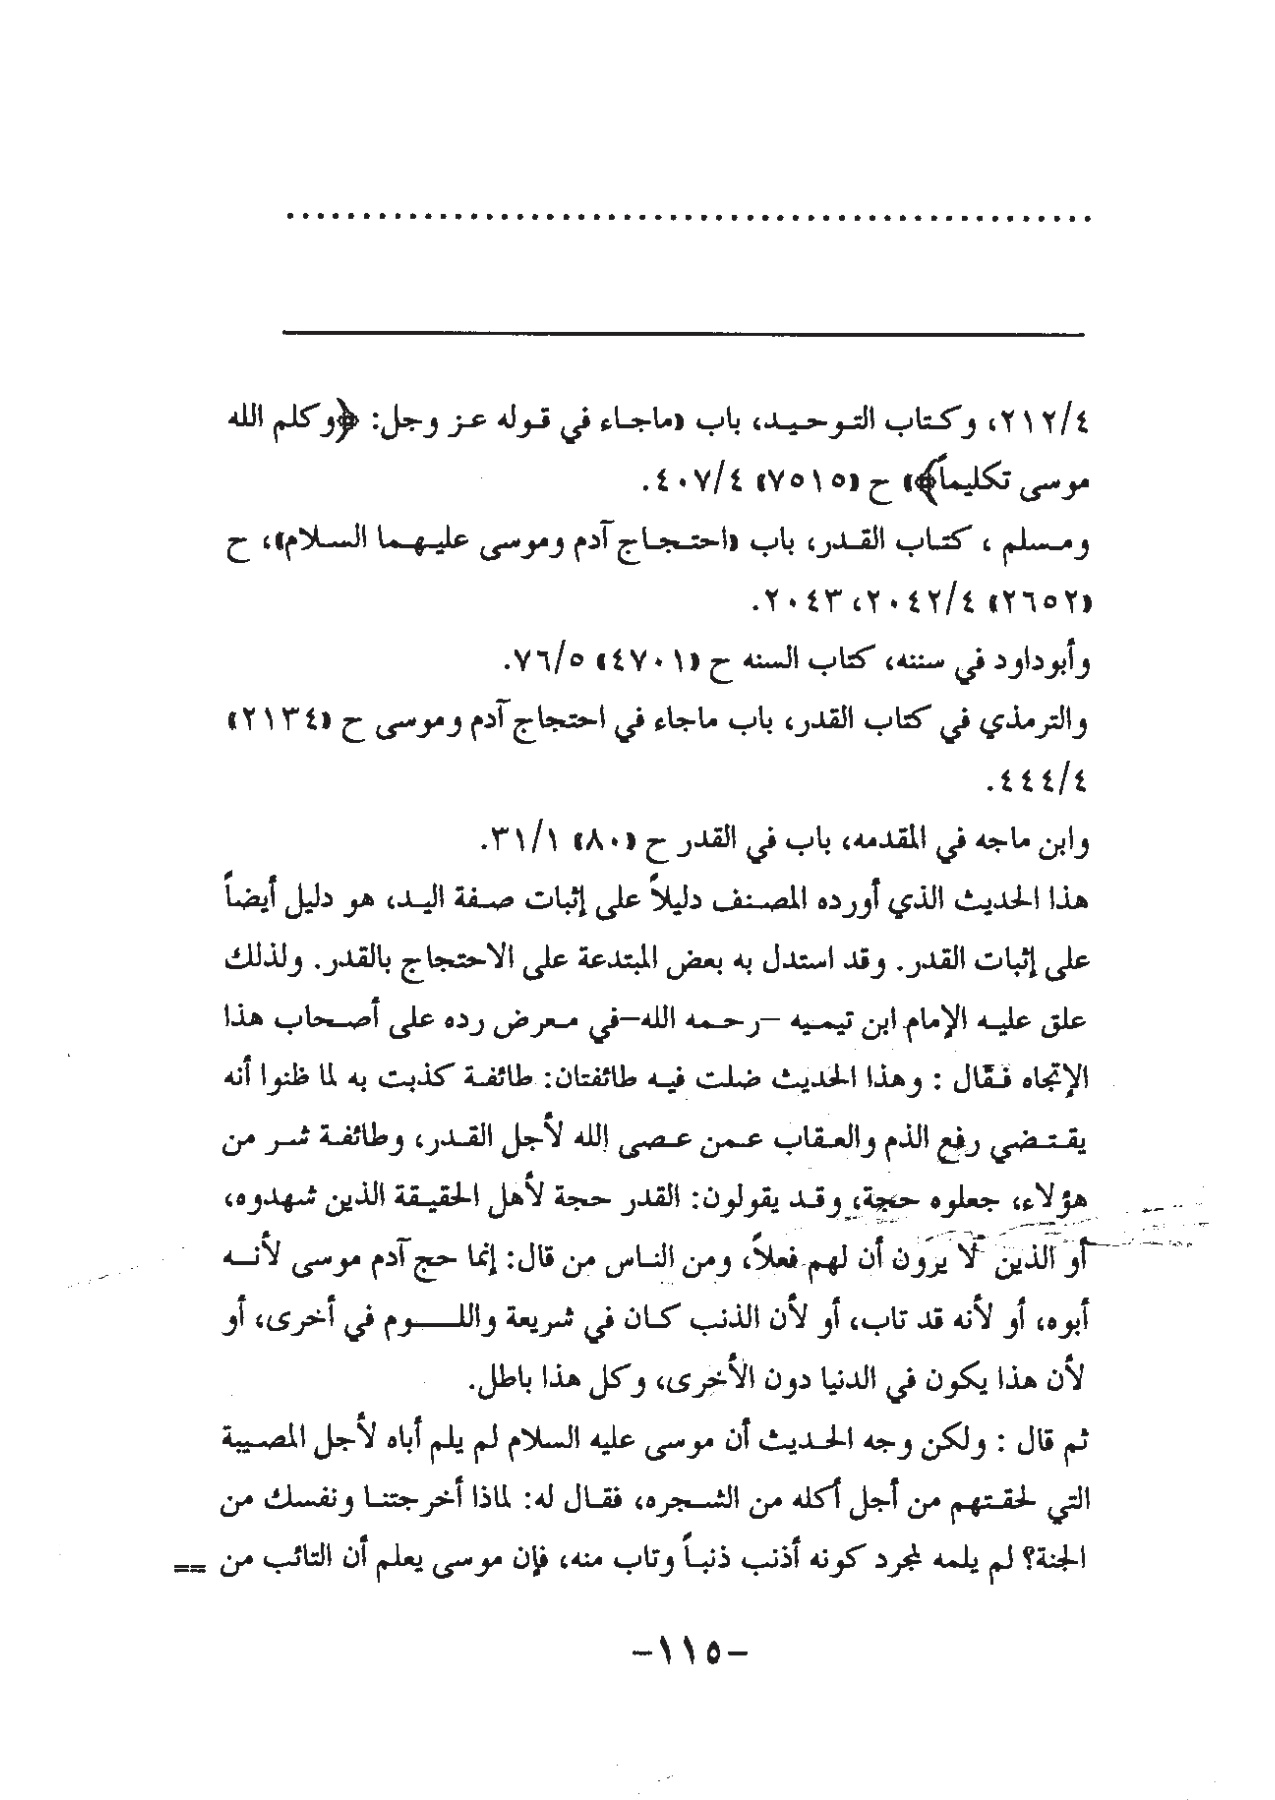 ......................................................
٢١٢/٤، وكتاب التوحيد، باب «ماجاء في قوله عز وجل: ﴿وكلم الله
موسى تكليماً﴾» ح «٧٥١٥» ٤٠٧/٤.
ومسلم ، كتاب القدر، باب «احتجاج آدم وموسى عليهما السلام»، ح
«٢٦٥٢» ٢٠٤٢/٤، ٢٠٤٣.
وأبوداود في سننه، كتاب السنه ح «٤٧٠١» ٧٦/٥.
والترمذي في كتاب القدر، باب ماجاء في احتجاج آدم وموسى ح «٢١٣٤»
٤٤٤/٤.
وابن ماجه في المقدمه، باب في القدر ح «٨٠» ٣١/١.
هذا الحديث الذي أورده المصنف دليلاً على إثبات صفة اليد، هو دليل أيضاً
على إثبات القدر. وقد استدل به بعض المبتدعة على الاحتجاج بالقدر. ولذلك
علق عليه الإمام ابن تيميه –رحمه الله–في معرض رده على أصحاب هذا
الإتجاه فقال : وهذا الحديث ضلت فيه طائفتان: طائفة كذبت به لما ظنوا أنه
يقتضي رفع الذم والعقاب عمن عصى الله لأجل القدر، وطائفة شر من
هؤلاء، جعلوه حجة، وقد يقولون: القدر حجة لأهل الحقيقة الذين شهدوه،
أو الذين لا يرون أن لهم فعلاً، ومن الناس من قال: إنما حج آدم موسى لأنه
أبوه، أو لأنه قد تاب، أو لأن الذنب كان في شريعة واللوم في أخرى، أو
لأن هذا يكون في الدنيا دون الأخرى، وكل هذا باطل.
ثم قال : ولكن وجه الحديث أن موسى عليه السلام لم يلم أباه لأجل المصيبة
التي لحقتهم من أجل أكله من الشجره، فقال له: لماذا أخرجتنا ونفسك من
الجنة؟ لم يلمه لمجرد كونه أذنب ذنباً وتاب منه، فإن موسى يعلم أن التائب من ==
–١١٥–